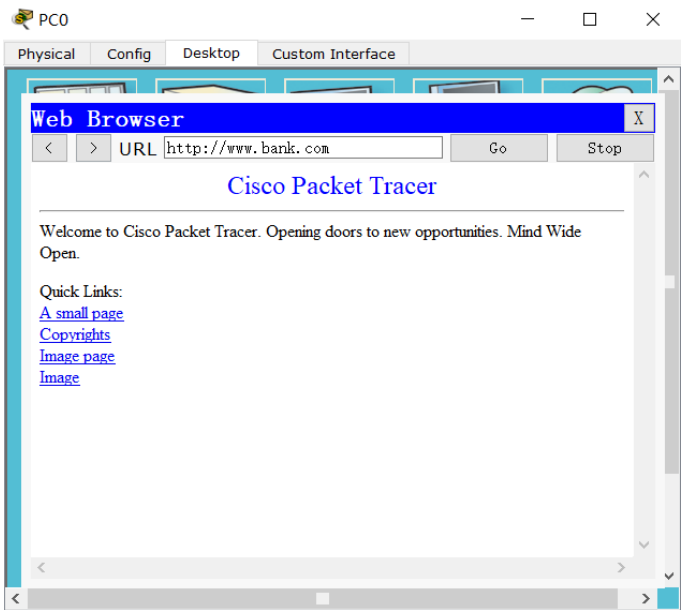 PC0
Physical Config Desktop Custom Interface
Web Browser X
< > URL http://www.bank.com Go Stop
Cisco Packet Tracer
Welcome to Cisco Packet Tracer. Opening doors to new opportunities. Mind Wide
Open.
Quick Links:
A small page
Copyrights
Image page
Image